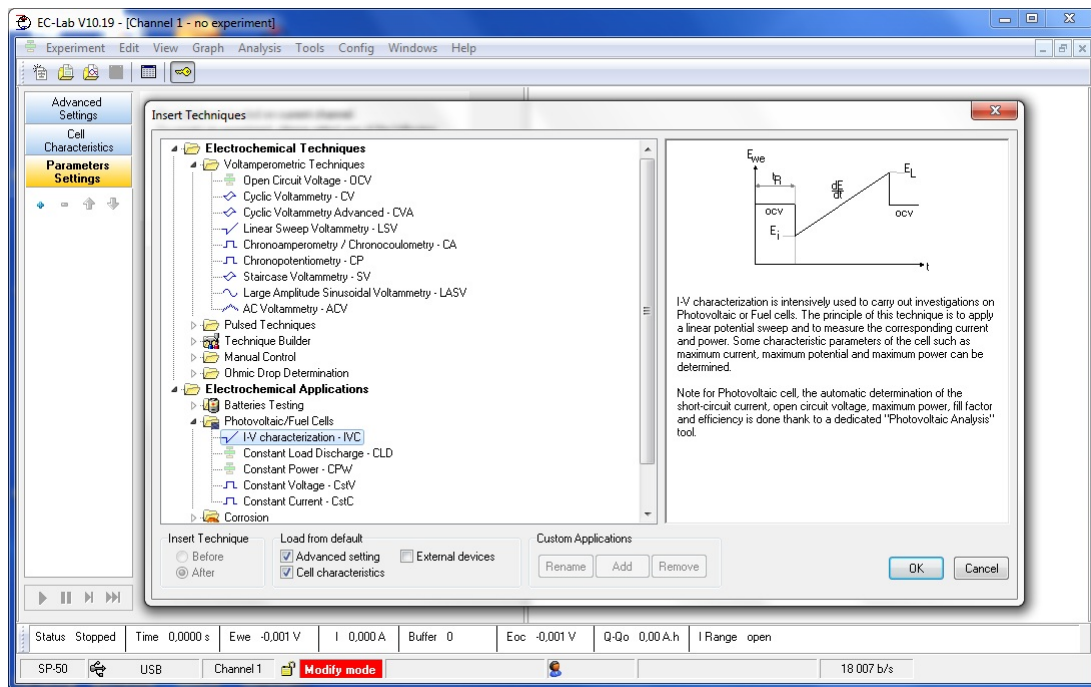 EC-Lab V10.19 - [Channel 1 - no experiment]
Experiment Edit View Graph Analysis Tools Config Windows Help
Advanced
Settings
Cell
Characteristics
Parameters
Settings
Insert Techniques
Electrochemical Techniques
Voltamperometric Techniques
Open Circuit Voltage - OCV
Cyclic Voltammetry - CV
Cyclic Voltammetry Advanced - CVA
Linear Sweep Voltammetry - LSV
Chronoamperometry / Chronocoulometry - CA
Chronopotentiometry - CP
Staircase Voltammetry - SV
Large Amplitude Sinusoidal Voltammetry - LASV
AC Voltammetry - ACV
Pulsed Techniques
Technique Builder
Manual Control
Ohmic Drop Determination
Electrochemical Applications
Batteries Testing
Photovoltaic/Fuel Cells
I-V characterization - IVC
Constant Load Discharge - CLD
Constant Power - CPW
Constant Voltage - CstV
Constant Current - CstC
Corrosion
Ewe
tR
dE
dt
EL
ocv
ocv
Ei
t
I-V characterization is intensively used to carry out investigations on
Photovoltaic or Fuel cells. The principle of this technique is to apply
a linear potential sweep and to measure the corresponding current
and power. Some characteristic parameters of the cell such as
maximum current, maximum potential and maximum power can be
determined.
Note for Photovoltaic cell, the automatic determination of the
short-circuit current, open circuit voltage, maximum power, fill factor
and efficiency is done thank to a dedicated "Photovoltaic Analysis"
tool.
Insert Technique
Before
After
Load from default
Advanced setting
External devices
Cell characteristics
Custom Applications
Rename Add Remove
OK Cancel
Status Stopped Time 0,0000 s Ewe -0,001 V I 0,000 A Buffer 0 Eoc -0,001 V Q-Qo 0,00 A.h I Range open
SP-50 USB Channel 1 Modify mode 18 007 b/s